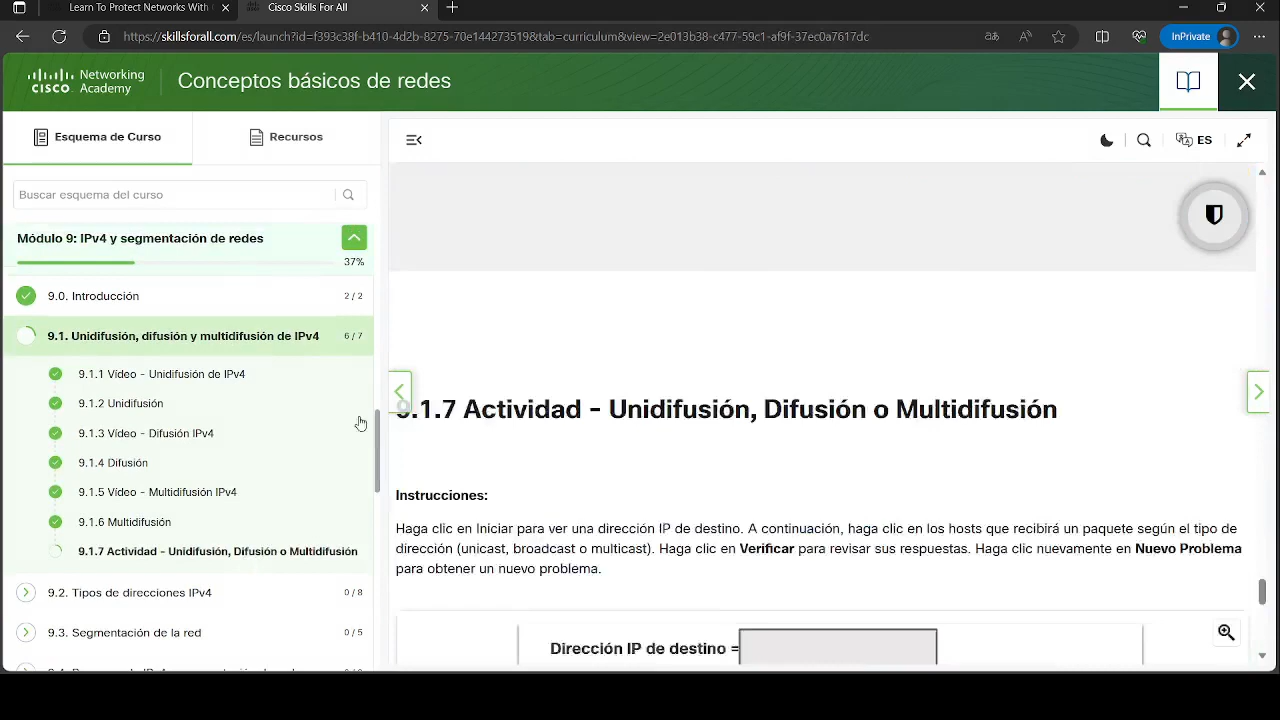 Learn To Protect Networks With
Cisco Skills For All
https://skillsforall.com/es/launch?id=f393c38f-b410-4d2b-8275-70e144273519&tab=curriculum&view=2e019b38-c477-59c1-af9f-37ec0a7617dc
InPrivate
Networking
CISCO Academy
Conceptos básicos de redes
Esquema de Curso
Recursos
ES
Buscar esquema del curso
Módulo 9: IPv4 y segmentación de redes
37%
9.0. Introducción 2 / 2
9.1. Unidifusión, difusión y multidifusión de IPv4 6 / 7
9.1.1 Vídeo - Unidifusión de IPv4
9.1.2 Unidifusión
9.1.3 Vídeo - Difusión IPv4
9.1.4 Difusión
9.1.5 Vídeo - Multidifusión IPv4
9.1.6 Multidifusión
9.1.7 Actividad - Unidifusión, Difusión o Multidifusión
9.2. Tipos de direcciones IPv4 0 / 8
9.3. Segmentación de la red 0 / 5
9.1.7 Actividad - Unidifusión, Difusión o Multidifusión
Instrucciones:
Haga clic en Iniciar para ver una dirección IP de destino. A continuación, haga clic en los hosts que recibirá un paquete según el tipo de
dirección (unicast, broadcast o multicast). Haga clic en Verificar para revisar sus respuestas. Haga clic nuevamente en Nuevo Problema
para obtener un nuevo problema.
Dirección IP de destino =